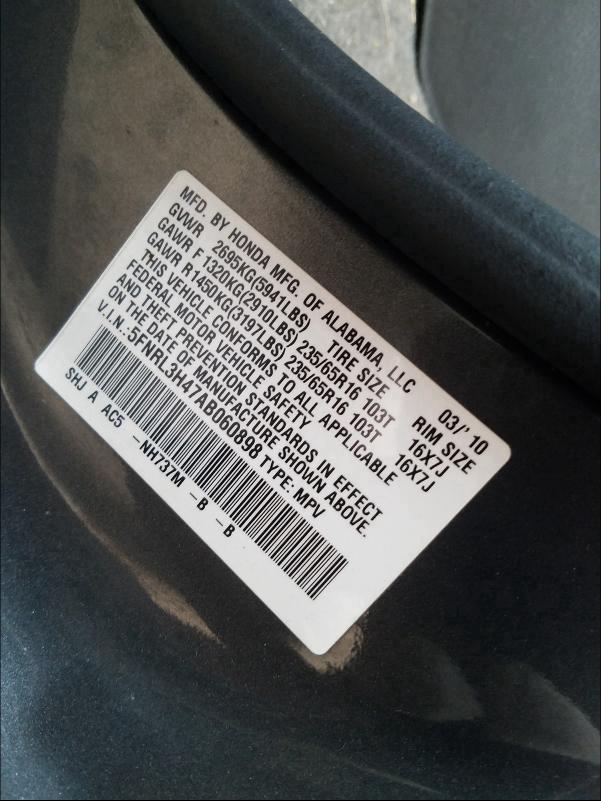 MFD. BY HONDA MFG. OF ALABAMA, LLC 03/'10
GVWR 2695KG(5941LBS) TIRE SIZE RIM SIZE
GAWR F 1320KG(2910LBS) 235/65R16 103T 16X7J
GAWR R 1450KG(3197LBS) 235/65R16 103T 16X7J
THIS VEHICLE CONFORMS TO ALL APPLICABLE
FEDERAL MOTOR VEHICLE SAFETY
AND THEFT PREVENTION STANDARDS IN EFFECT
ON THE DATE OF MANUFACTURE SHOWN ABOVE.
V.I.N.:5FNRL3H47AB060898 TYPE: MPV
SHJ A AC5 -NH737M -B -B